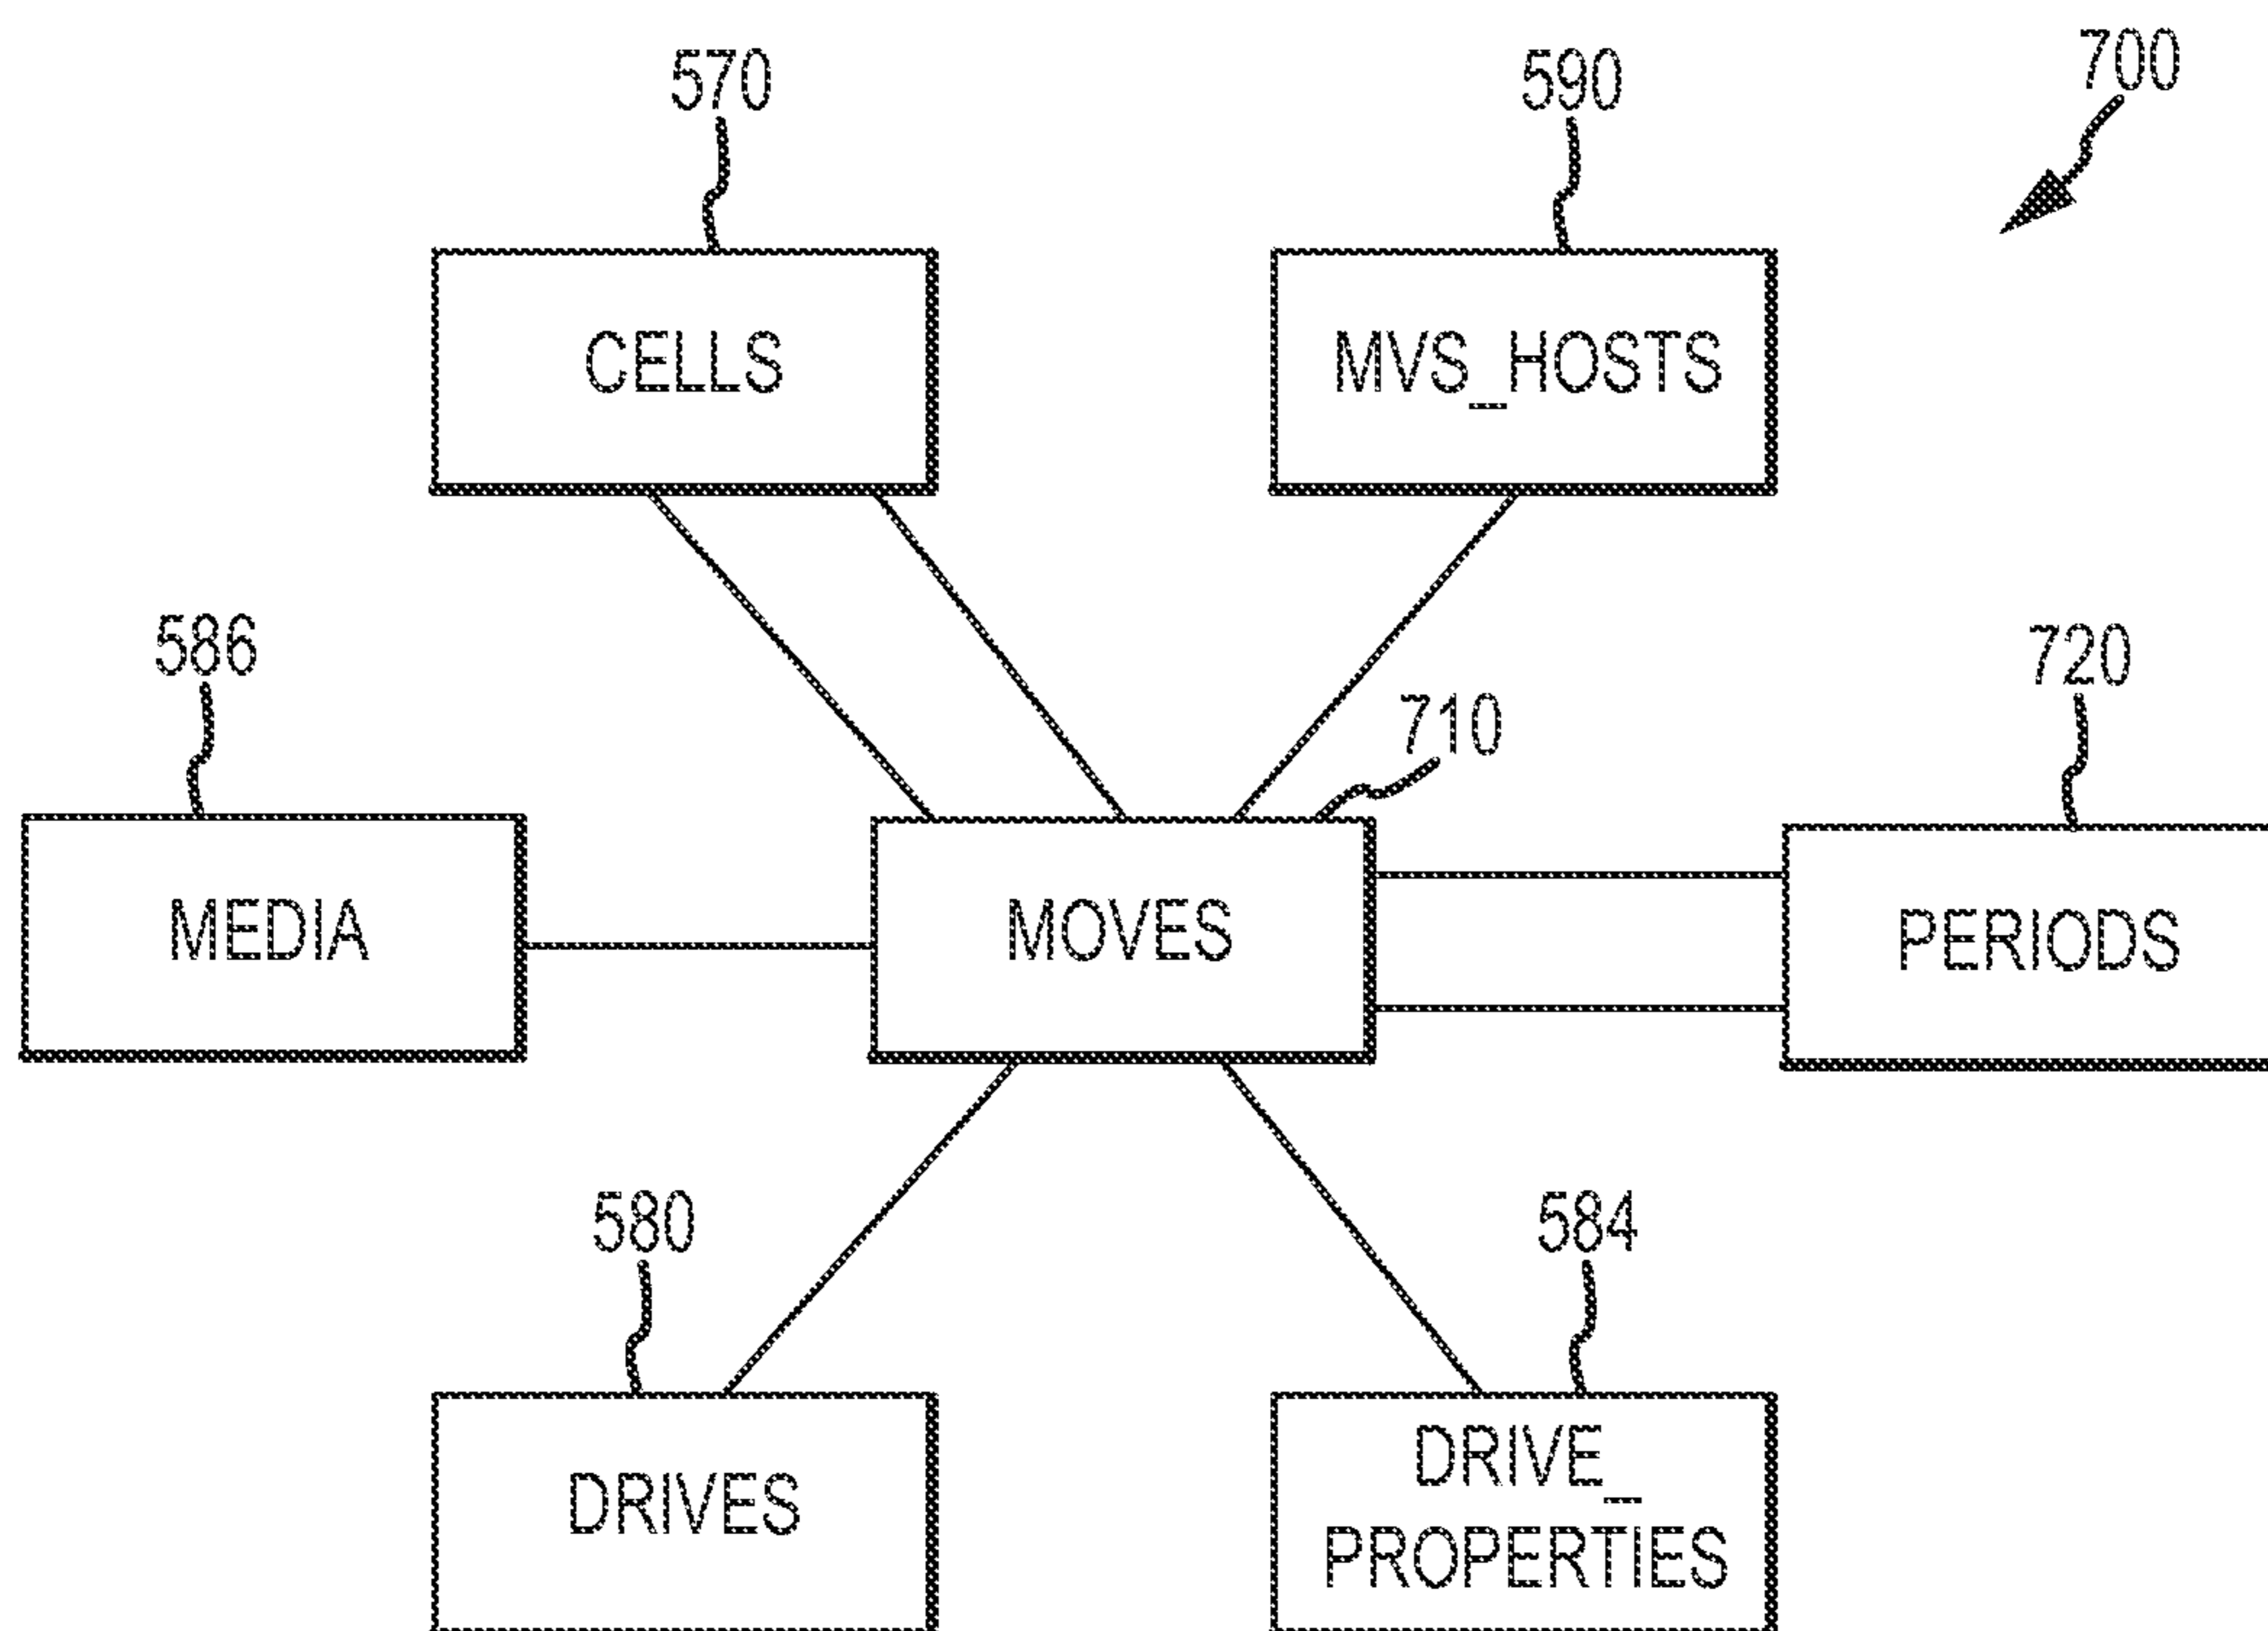 570
590
700
CELLS
MVS_HOSTS
586
710
720
MEDIA
MOVES
PERIODS
580
584
DRIVES
DRIVE_
PROPERTIES